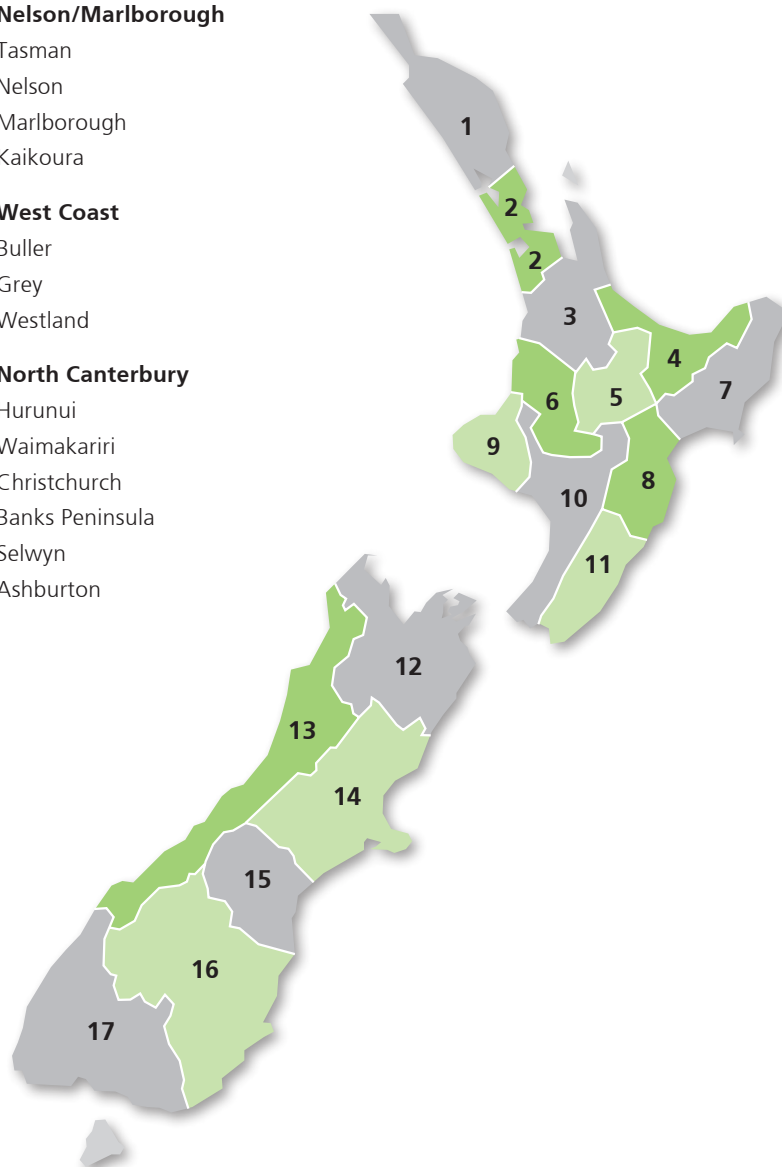 Nelson/Marlborough
Tasman
Nelson
Marlborough
Kaikoura
West Coast
Buller
Grey
Westland
North Canterbury
Hurunui
Waimakariri
Christchurch
Banks Peninsula
Selwyn
Ashburton
1
2
2
3
4
5
6
7
8
9
10
11
12
13
14
15
16
17